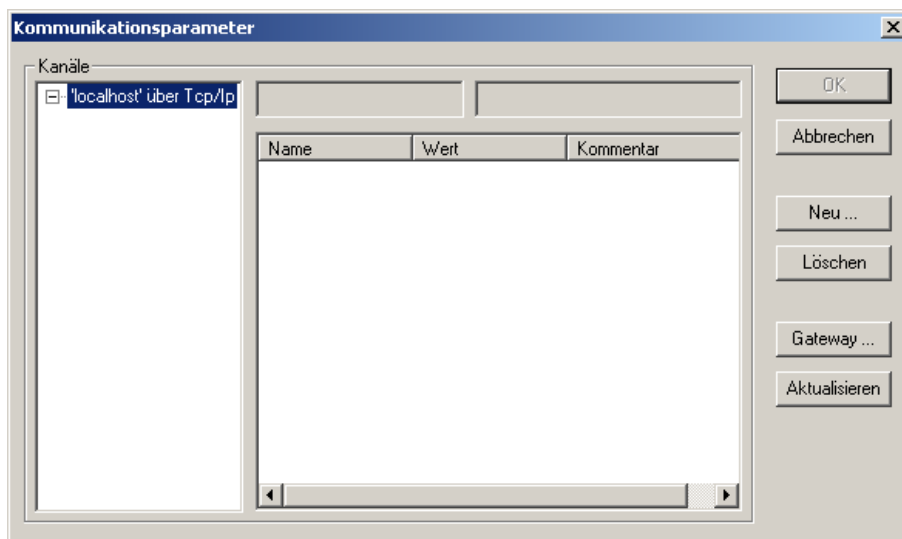 Kommunikationsparameter
Kanäle
'localhost' über Tcp/Ip
Name Wert Kommentar
OK
Abbrechen
Neu ...
Löschen
Gateway ...
Aktualisieren